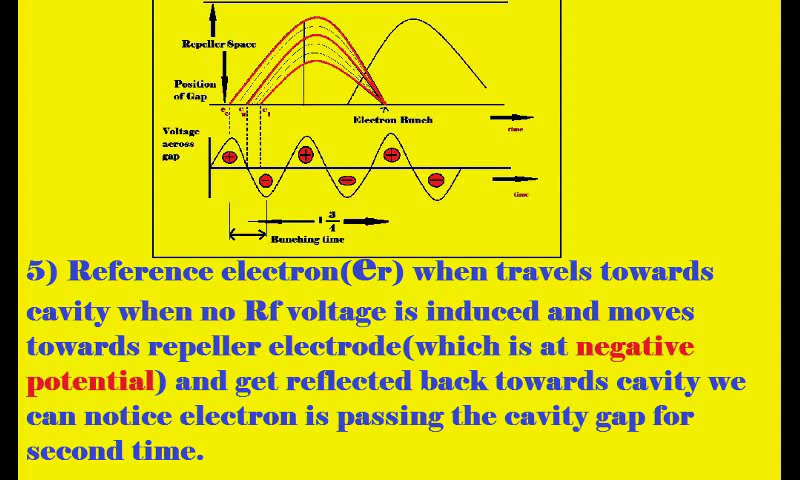 Repeller Space
Position
of Gap
Electron Bunch
time
Voltage
across
gap
+ + +
- - -
time
1 3/4
Bunching time
5) Reference electron(er) when travels towards
cavity when no Rf voltage is induced and moves
towards repeller electrode(which is at negative
potential) and get reflected back towards cavity we
can notice electron is passing the cavity gap for
second time.